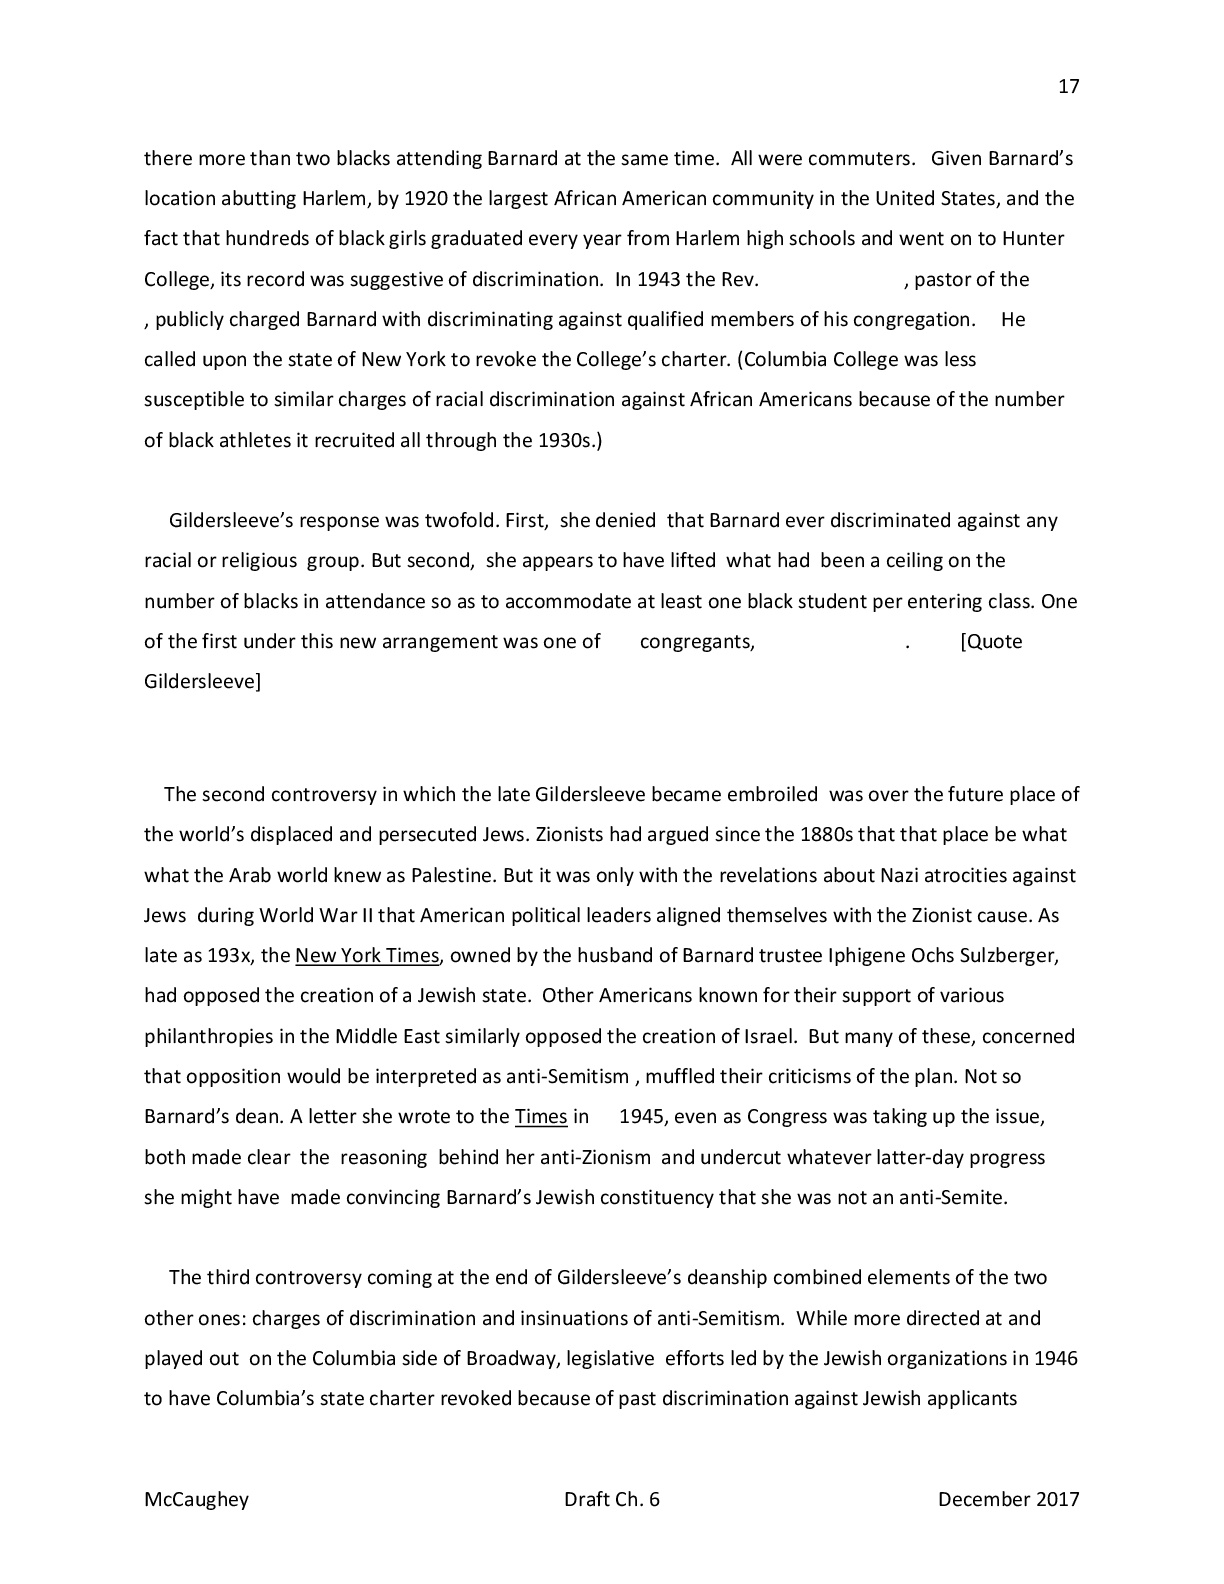 17
there more than two blacks attending Barnard at the same time.  All were commuters.   Given Barnard’s
location abutting Harlem, by 1920 the largest African American community in the United States, and the
fact that hundreds of black girls graduated every year from Harlem high schools and went on to Hunter
College, its record was suggestive of discrimination.  In 1943 the Rev.                          , pastor of the
, publicly charged Barnard with discriminating against qualified members of his congregation.     He
called upon the state of New York to revoke the College’s charter. (Columbia College was less
susceptible to similar charges of racial discrimination against African Americans because of the number
of black athletes it recruited all through the 1930s.)
Gildersleeve’s response was twofold. First,  she denied  that Barnard ever discriminated against any
racial or religious  group. But second,  she appears to have lifted  what had  been a ceiling on the
number of blacks in attendance so as to accommodate at least one black student per entering class. One
of the first under this new arrangement was one of       congregants,                           .         [Quote
Gildersleeve]
The second controversy in which the late Gildersleeve became embroiled  was over the future place of
the world’s displaced and persecuted Jews. Zionists had argued since the 1880s that that place be what
what the Arab world knew as Palestine. But it was only with the revelations about Nazi atrocities against
Jews  during World War II that American political leaders aligned themselves with the Zionist cause. As
late as 193x, the New York Times, owned by the husband of Barnard trustee Iphigene Ochs Sulzberger,
had opposed the creation of a Jewish state.  Other Americans known for their support of various
philanthropies in the Middle East similarly opposed the creation of Israel.  But many of these, concerned
that opposition would be interpreted as anti-Semitism , muffled their criticisms of the plan. Not so
Barnard’s dean. A letter she wrote to the Times in      1945, even as Congress was taking up the issue,
both made clear  the  reasoning  behind her anti-Zionism  and undercut whatever latter-day progress
she might have  made convincing Barnard’s Jewish constituency that she was not an anti-Semite.
The third controversy coming at the end of Gildersleeve’s deanship combined elements of the two
other ones: charges of discrimination and insinuations of anti-Semitism.  While more directed at and
played out  on the Columbia side of Broadway, legislative  efforts led by the Jewish organizations in 1946
to have Columbia’s state charter revoked because of past discrimination against Jewish applicants
McCaughey Draft Ch. 6 December 2017